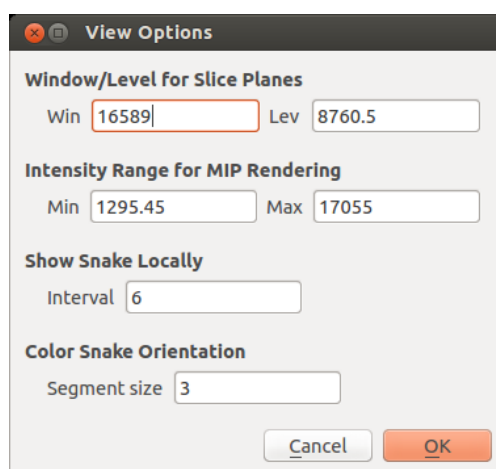 View Options
Window/Level for Slice Planes
Win 16589 Lev 8760.5
Intensity Range for MIP Rendering
Min 1295.45 Max 17055
Show Snake Locally
Interval 6
Color Snake Orientation
Segment size 3
Cancel OK